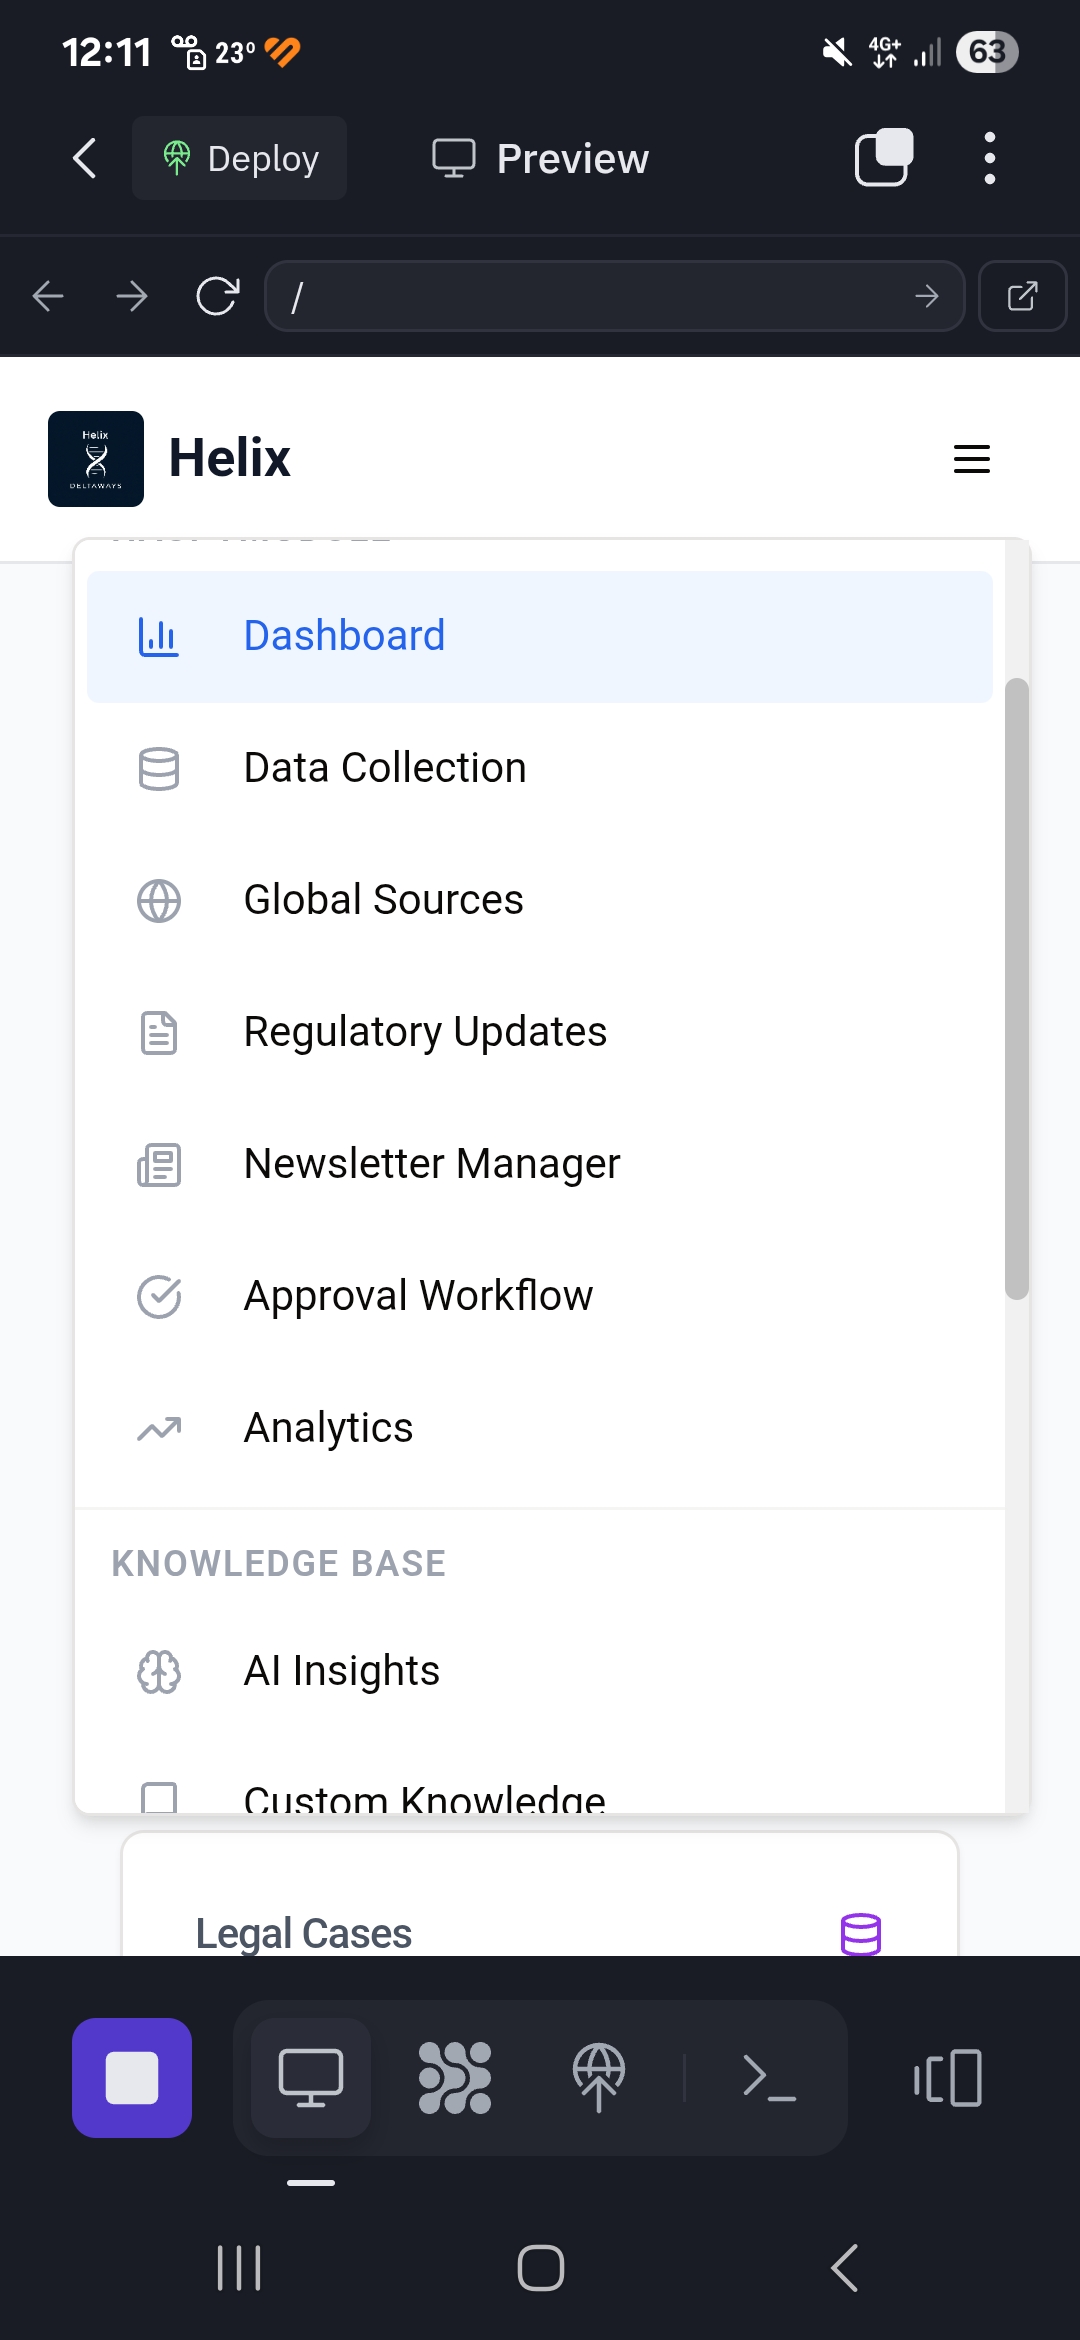 12:11 23° 4G+ 63
Deploy Preview
/
Helix
DELTAWAYS
Helix
Dashboard
Data Collection
Global Sources
Regulatory Updates
Newsletter Manager
Approval Workflow
Analytics
KNOWLEDGE BASE
AI Insights
Custom Knowledge
Legal Cases